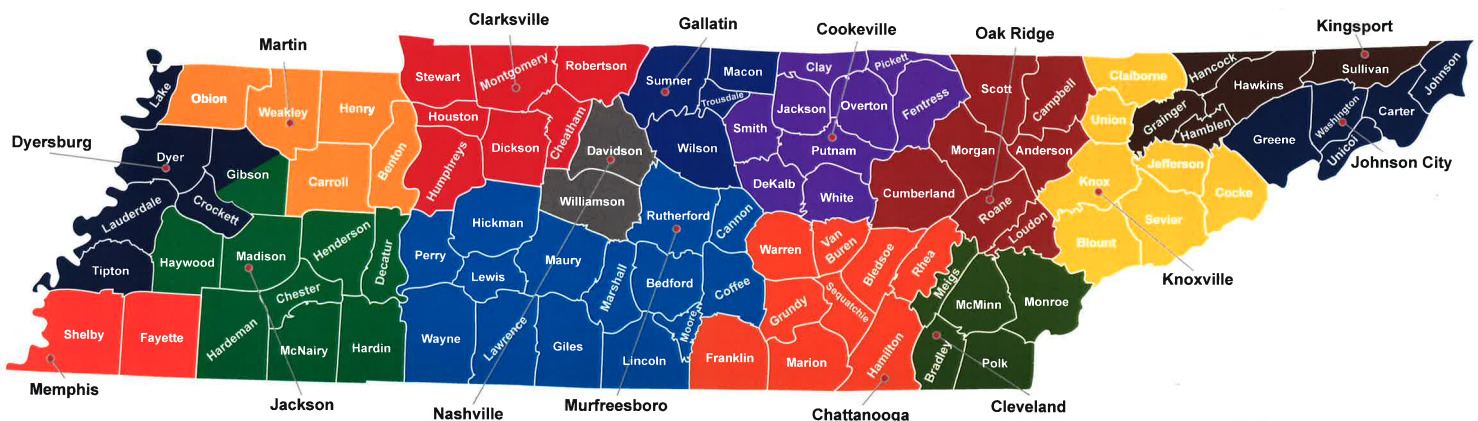 Clarksville
Gallatin
Cookeville
Oak Ridge
Kingsport
Martin
Dyersburg
Johnson City
Knoxville
Memphis
Jackson
Nashville
Murfreesboro
Chattanooga
Cleveland
Lake
Obion
Weakley
Henry
Stewart
Montgomery
Robertson
Sumner
Macon
Trousdale
Clay
Pickett
Scott
Campbell
Claiborne
Hancock
Hawkins
Sullivan
Johnson
Carter
Washington
Unicoi
Greene
Houston
Humphreys
Dickson
Cheatham
Davidson
Wilson
Smith
Jackson
Overton
Fentress
Putnam
Morgan
Anderson
Union
Grainger
Hamblen
Jefferson
Cocke
Dyer
Gibson
Carroll
Benton
Williamson
DeKalb
White
Cumberland
Roane
Loudon
Knox
Sevier
Blount
Lauderdale
Crockett
Tipton
Haywood
Madison
Henderson
Decatur
Chester
Perry
Hickman
Lewis
Maury
Rutherford
Cannon
Warren
Van
Buren
Bledsoe
Rhea
Meigs
McMinn
Monroe
Marshall
Bedford
Coffee
Moore
Grundy
Sequatchie
Shelby
Fayette
Hardeman
McNairy
Hardin
Wayne
Lawrence
Giles
Lincoln
Franklin
Marion
Hamilton
Bradley
Polk